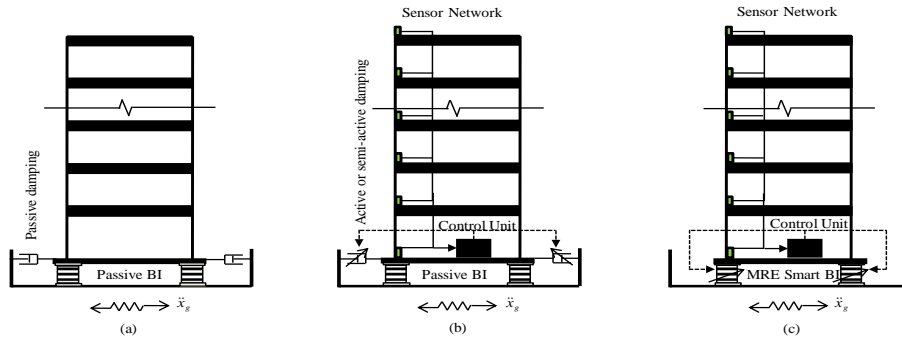 Passive damping
Passive BI
ẍg
(a)
Sensor Network
Active or semi-active damping
Control Unit
Passive BI
ẍg
(b)
Sensor Network
Control Unit
MRE Smart BI
ẍg
(c)